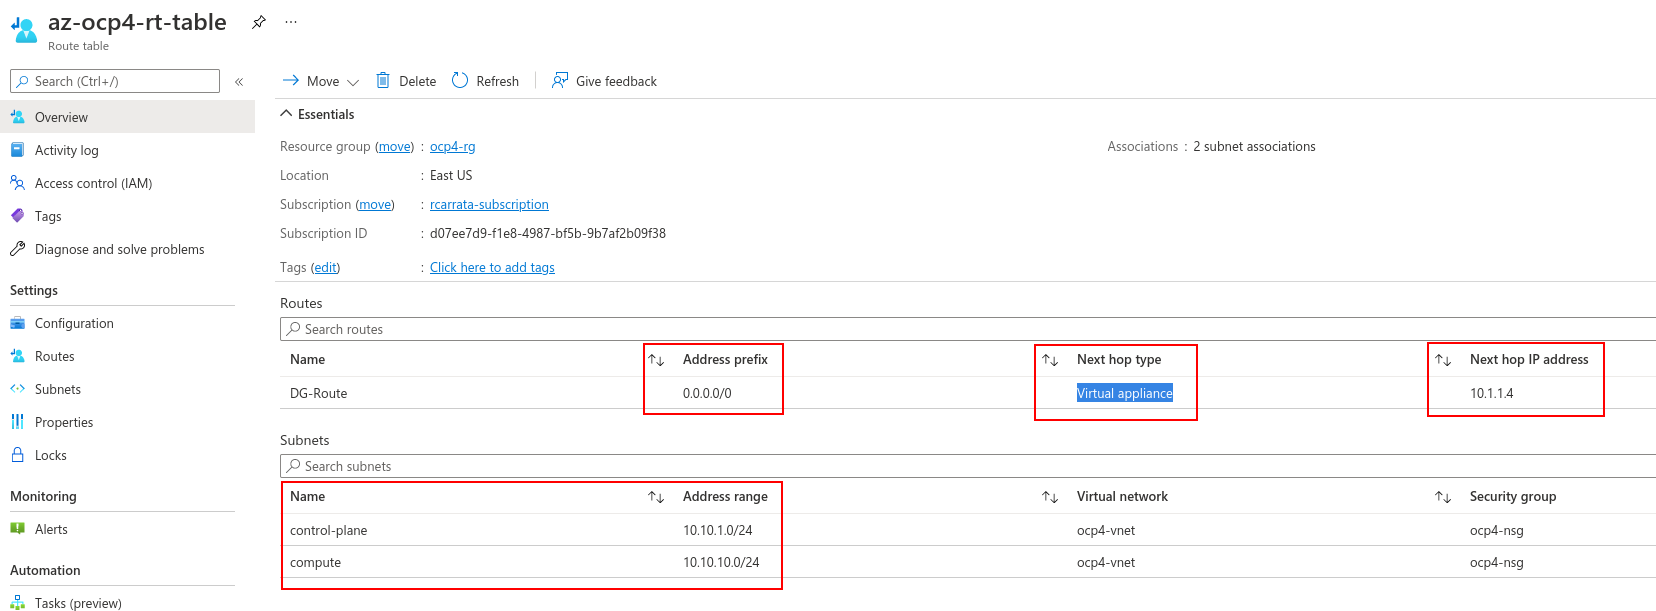 az-ocp4-rt-table ...
Route table
Search (Ctrl+/) «
Move Delete Refresh Give feedback
Overview
Activity log
Access control (IAM)
Tags
Diagnose and solve problems
Settings
Configuration
Routes
Subnets
Properties
Locks
Monitoring
Alerts
Automation
Tasks (preview)
Essentials
Resource group (move) : ocp4-rg
Associations : 2 subnet associations
Location : East US
Subscription (move) : rcarrata-subscription
Subscription ID : d07ee7d9-f1e8-4987-bf5b-9b7af2b09f38
Tags (edit) : Click here to add tags
Routes
Search routes
Name ↑↓ Address prefix ↑↓ Next hop type ↑↓ Next hop IP address
DG-Route 0.0.0.0/0 Virtual appliance 10.1.1.4
Subnets
Search subnets
Name ↑↓ Address range ↑↓ Virtual network ↑↓ Security group
control-plane 10.10.1.0/24 ocp4-vnet ocp4-nsg
compute 10.10.10.0/24 ocp4-vnet ocp4-nsg